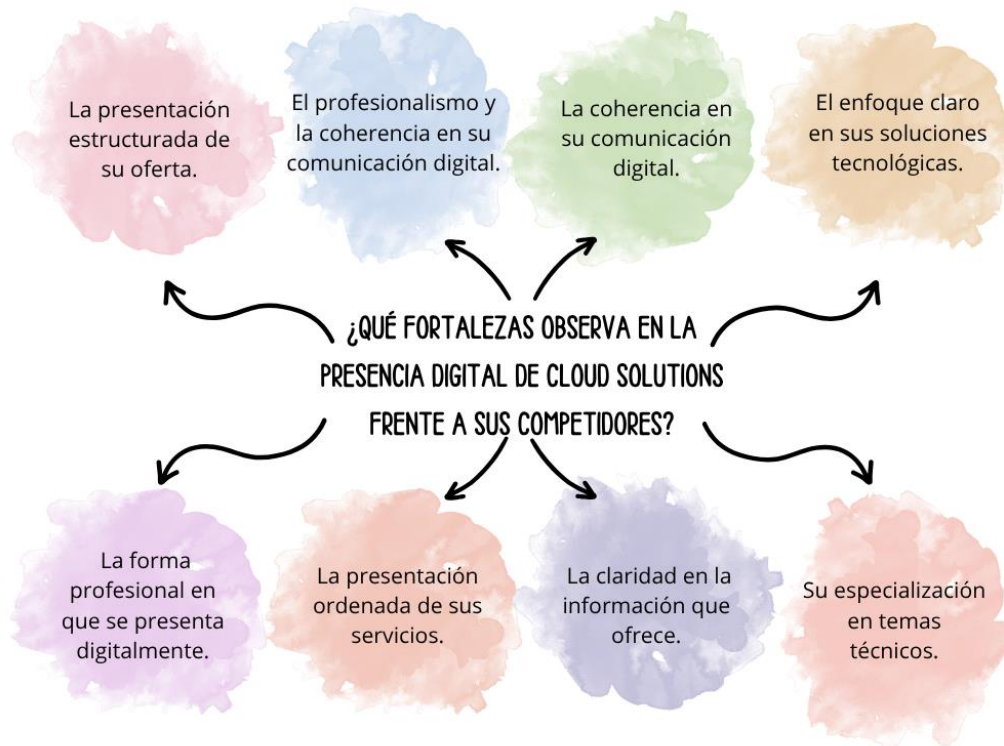 La presentación
estructurada de
su oferta.
El profesionalismo y
la coherencia en su
comunicación digital.
La coherencia en
su comunicación
digital.
El enfoque claro
en sus soluciones
tecnológicas.
¿QUÉ FORTALEZAS OBSERVA EN LA
PRESENCIA DIGITAL DE CLOUD SOLUTIONS
FRENTE A SUS COMPETIDORES?
La forma
profesional en
que se presenta
digitalmente.
La presentación
ordenada de sus
servicios.
La claridad en la
información que
ofrece.
Su especialización
en temas
técnicos.